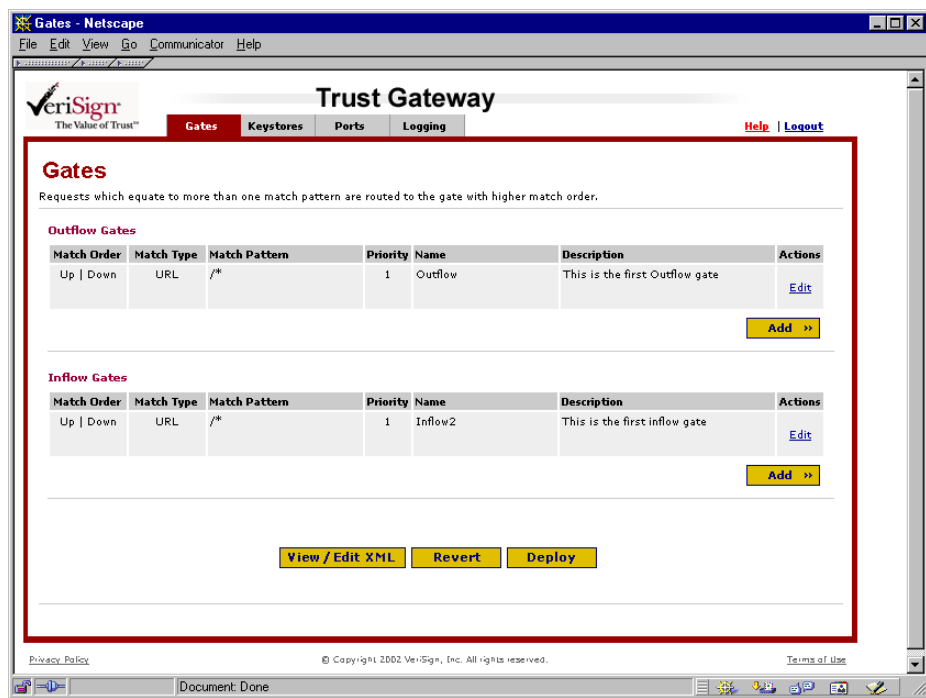 Gates - Netscape
File Edit View Go Communicator Help
VeriSign
The Value of Trust™
Trust Gateway
Gates Keystores Ports Logging
Help | Logout
Gates
Requests which equate to more than one match pattern are routed to the gate with higher match order.
Outflow Gates
Match Order Match Type Match Pattern Priority Name Description Actions
Up | Down URL /* 1 Outflow This is the first Outflow gate Edit
Add »
Inflow Gates
Match Order Match Type Match Pattern Priority Name Description Actions
Up | Down URL /* 1 Inflow2 This is the first inflow gate Edit
Add »
View / Edit XML Revert Deploy
Privacy Policy © Copyright 2002 VeriSign, Inc. All rights reserved. Terms of Use
Document: Done